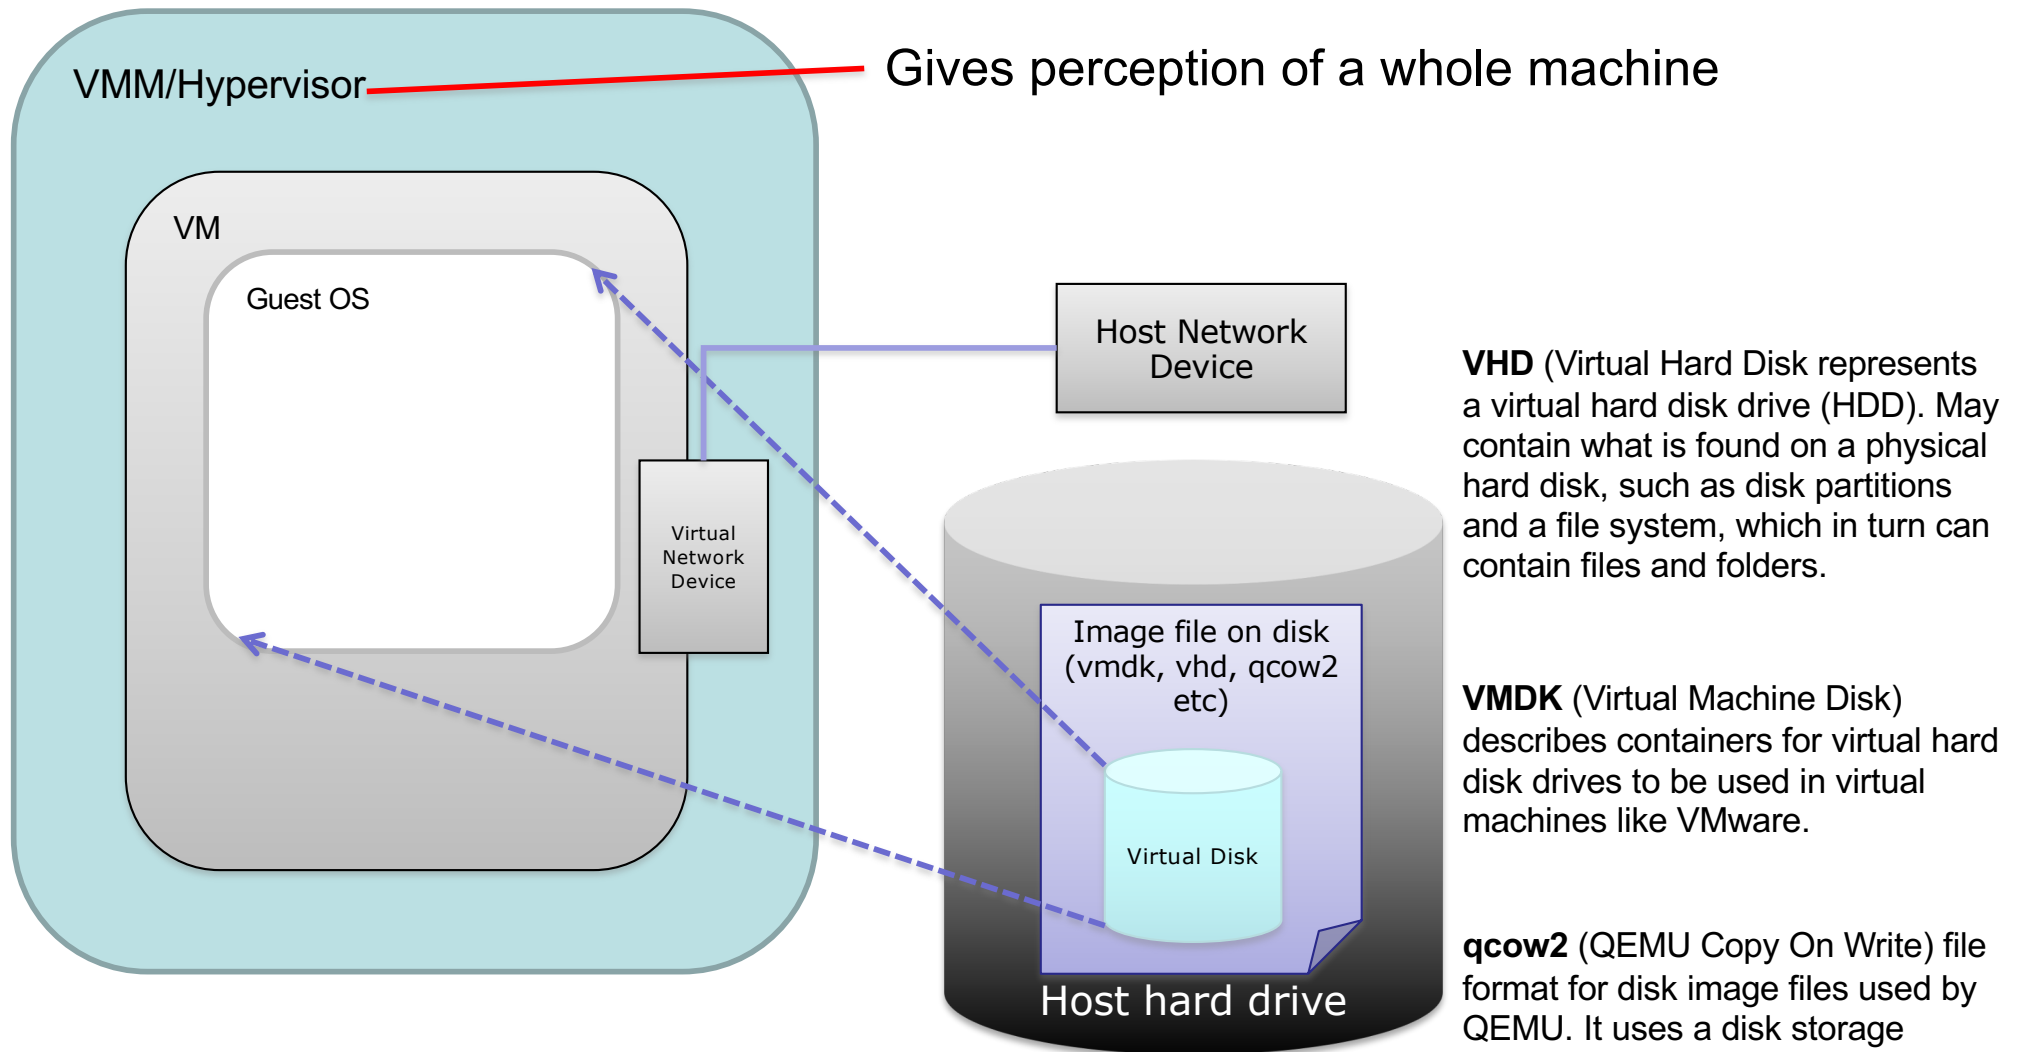 VMM/Hypervisor
Gives perception of a whole machine
VM
Guest OS
Virtual
Network
Device
Host Network
Device
Image file on disk
(vmdk, vhd, qcow2
etc)
Virtual Disk
Host hard drive
VHD (Virtual Hard Disk represents
a virtual hard disk drive (HDD). May
contain what is found on a physical
hard disk, such as disk partitions
and a file system, which in turn can
contain files and folders.
VMDK (Virtual Machine Disk)
describes containers for virtual hard
disk drives to be used in virtual
machines like VMware.
qcow2 (QEMU Copy On Write) file
format for disk image files used by
QEMU. It uses a disk storage